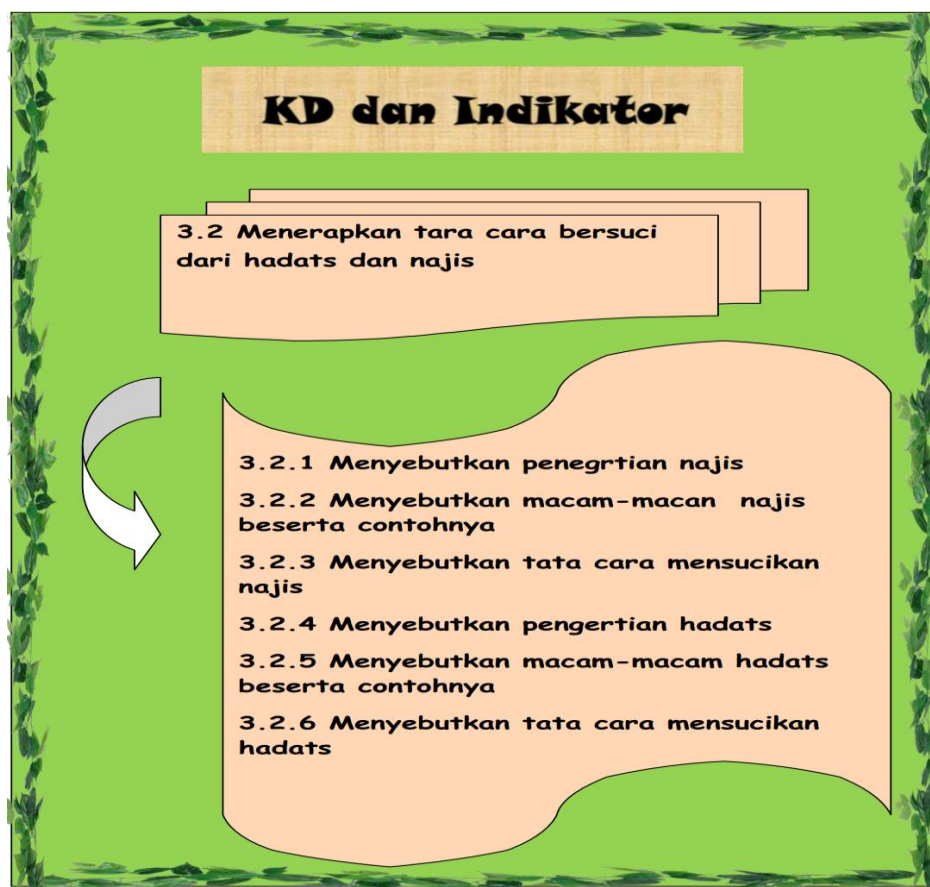 KD dan Indikator
3.2 Menerapkan tara cara bersuci
dari hadats dan najis
3.2.1 Menyebutkan penegrtian najis
3.2.2 Menyebutkan macam-macan najis
beserta contohnya
3.2.3 Menyebutkan tata cara mensucikan
najis
3.2.4 Menyebutkan pengertian hadats
3.2.5 Menyebutkan macam-macam hadats
beserta contohnya
3.2.6 Menyebutkan tata cara mensucikan
hadats